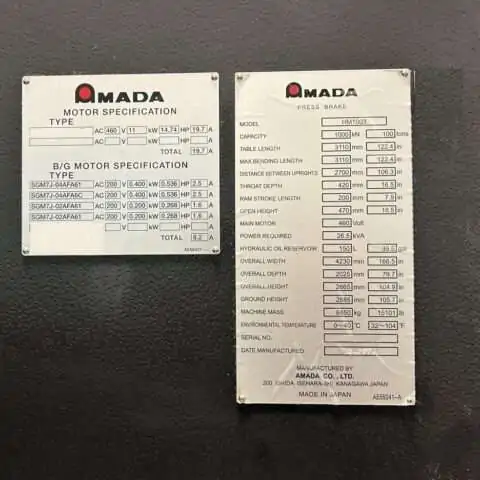 AMADA
MOTOR SPECIFICATION
TYPE
AC 460 V 11 kW 14.74 HP 19.7 A
AC V kW HP A
TOTAL 19.7 A
B/G MOTOR SPECIFICATION
TYPE
SGM7J-04AFA61 AC 200 V 0.400 kW 0.536 HP 2.5 A
SGM7J-04AFA6C AC 200 V 0.400 kW 0.536 HP 2.5 A
SGM7J-02AFA61 AC 200 V 0.200 kW 0.268 HP 1.6 A
SGM7J-02AFA61 AC 200 V 0.200 kW 0.268 HP 1.6 A
AC V kW HP A
TOTAL 8.2 A
AMADA
PRESS BRAKE
MODEL HM1003
CAPACITY 1000 kN 100 tons
TABLE LENGTH 3110 mm 122.4 in
MAX.BENDING LENGTH 3110 mm 122.4 in
DISTANCE BETWEEN UPRIGHTS 2700 mm 106.3 in
THROAT DEPTH 420 mm 16.5 in
RAM STROKE LENGTH 200 mm 7.9 in
OPEN HEIGHT 470 mm 18.5 in
MAIN MOTOR 460 Volt
POWER REQUIRED 26.5 kVA
HYDRAULIC OIL RESERVOIR 150 L 39.6 gal
OVERALL WIDTH 4230 mm 166.5 in
OVERALL DEPTH 2025 mm 79.7 in
OVERALL HEIGHT 2665 mm 104.9 in
GROUND HEIGHT mm 105.7 in
MACHINE MASS kg 15101 lb
ENVIRONMENTAL TEMPERATURE 0~40 °C 32~104 °F
SERIAL NO.
DATE MANUFACTURED
MANUFACTURED BY
AMADA CO., LTD.
200, ISHIDA, ISEHARA-SHI, KANAGAWA JAPAN
MADE IN JAPAN